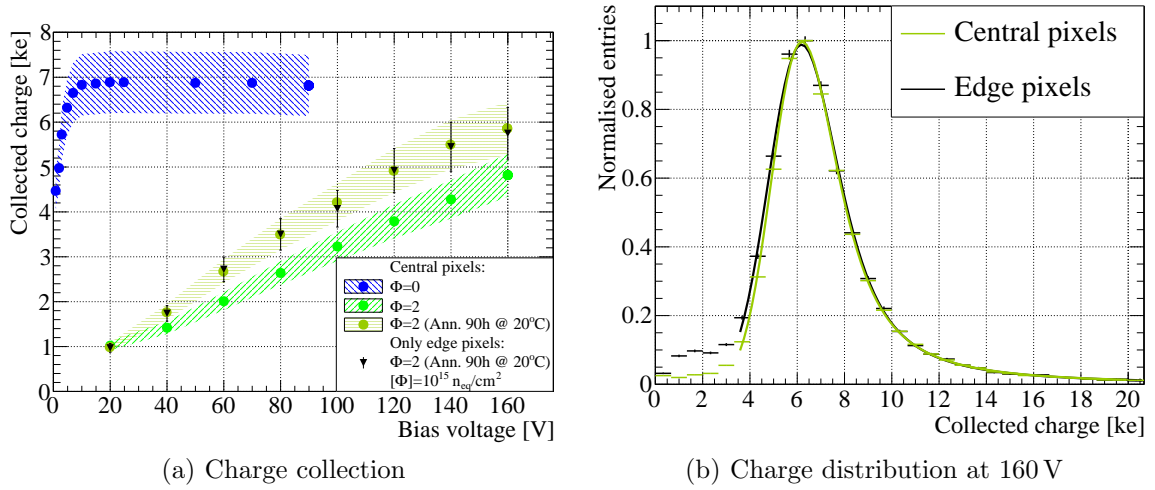 Collected charge [ke]
8
7
6
5
4
3
2
1
0
0 20 40 60 80 100 120 140 160
Bias voltage [V]
Central pixels:
Φ=0
Φ=2
Φ=2 (Ann. 90h @ 20°C)
Only edge pixels:
Φ=2 (Ann. 90h @ 20°C)
[Φ]=10¹⁵ n_eq/cm²
(a) Charge collection
Normalised entries
1
0.8
0.6
0.4
0.2
0
0 2 4 6 8 10 12 14 16 18 20
Collected charge [ke]
Central pixels
Edge pixels
(b) Charge distribution at 160 V